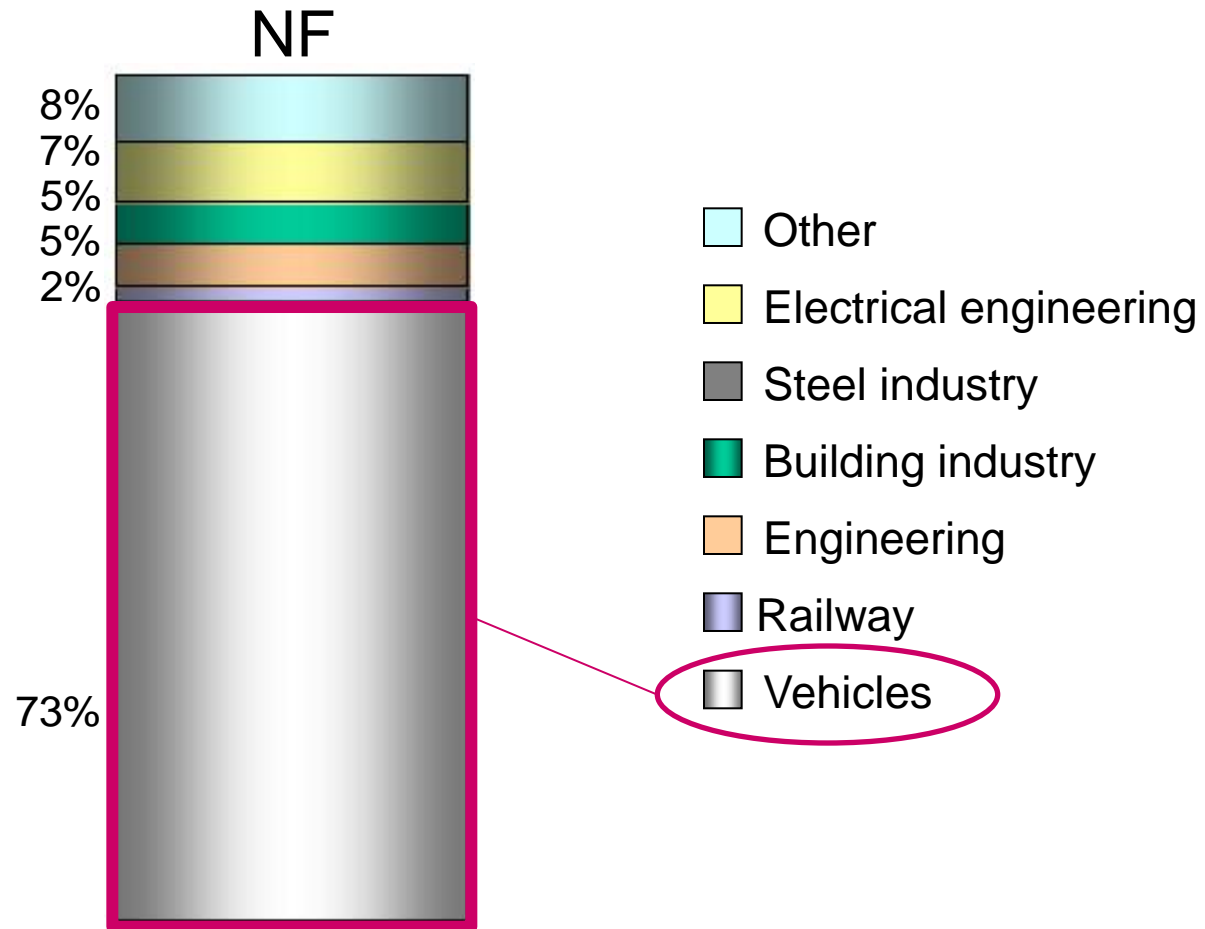 NF
8%
7%
5%
5%
2%
73%
Other
Electrical engineering
Steel industry
Building industry
Engineering
Railway
Vehicles